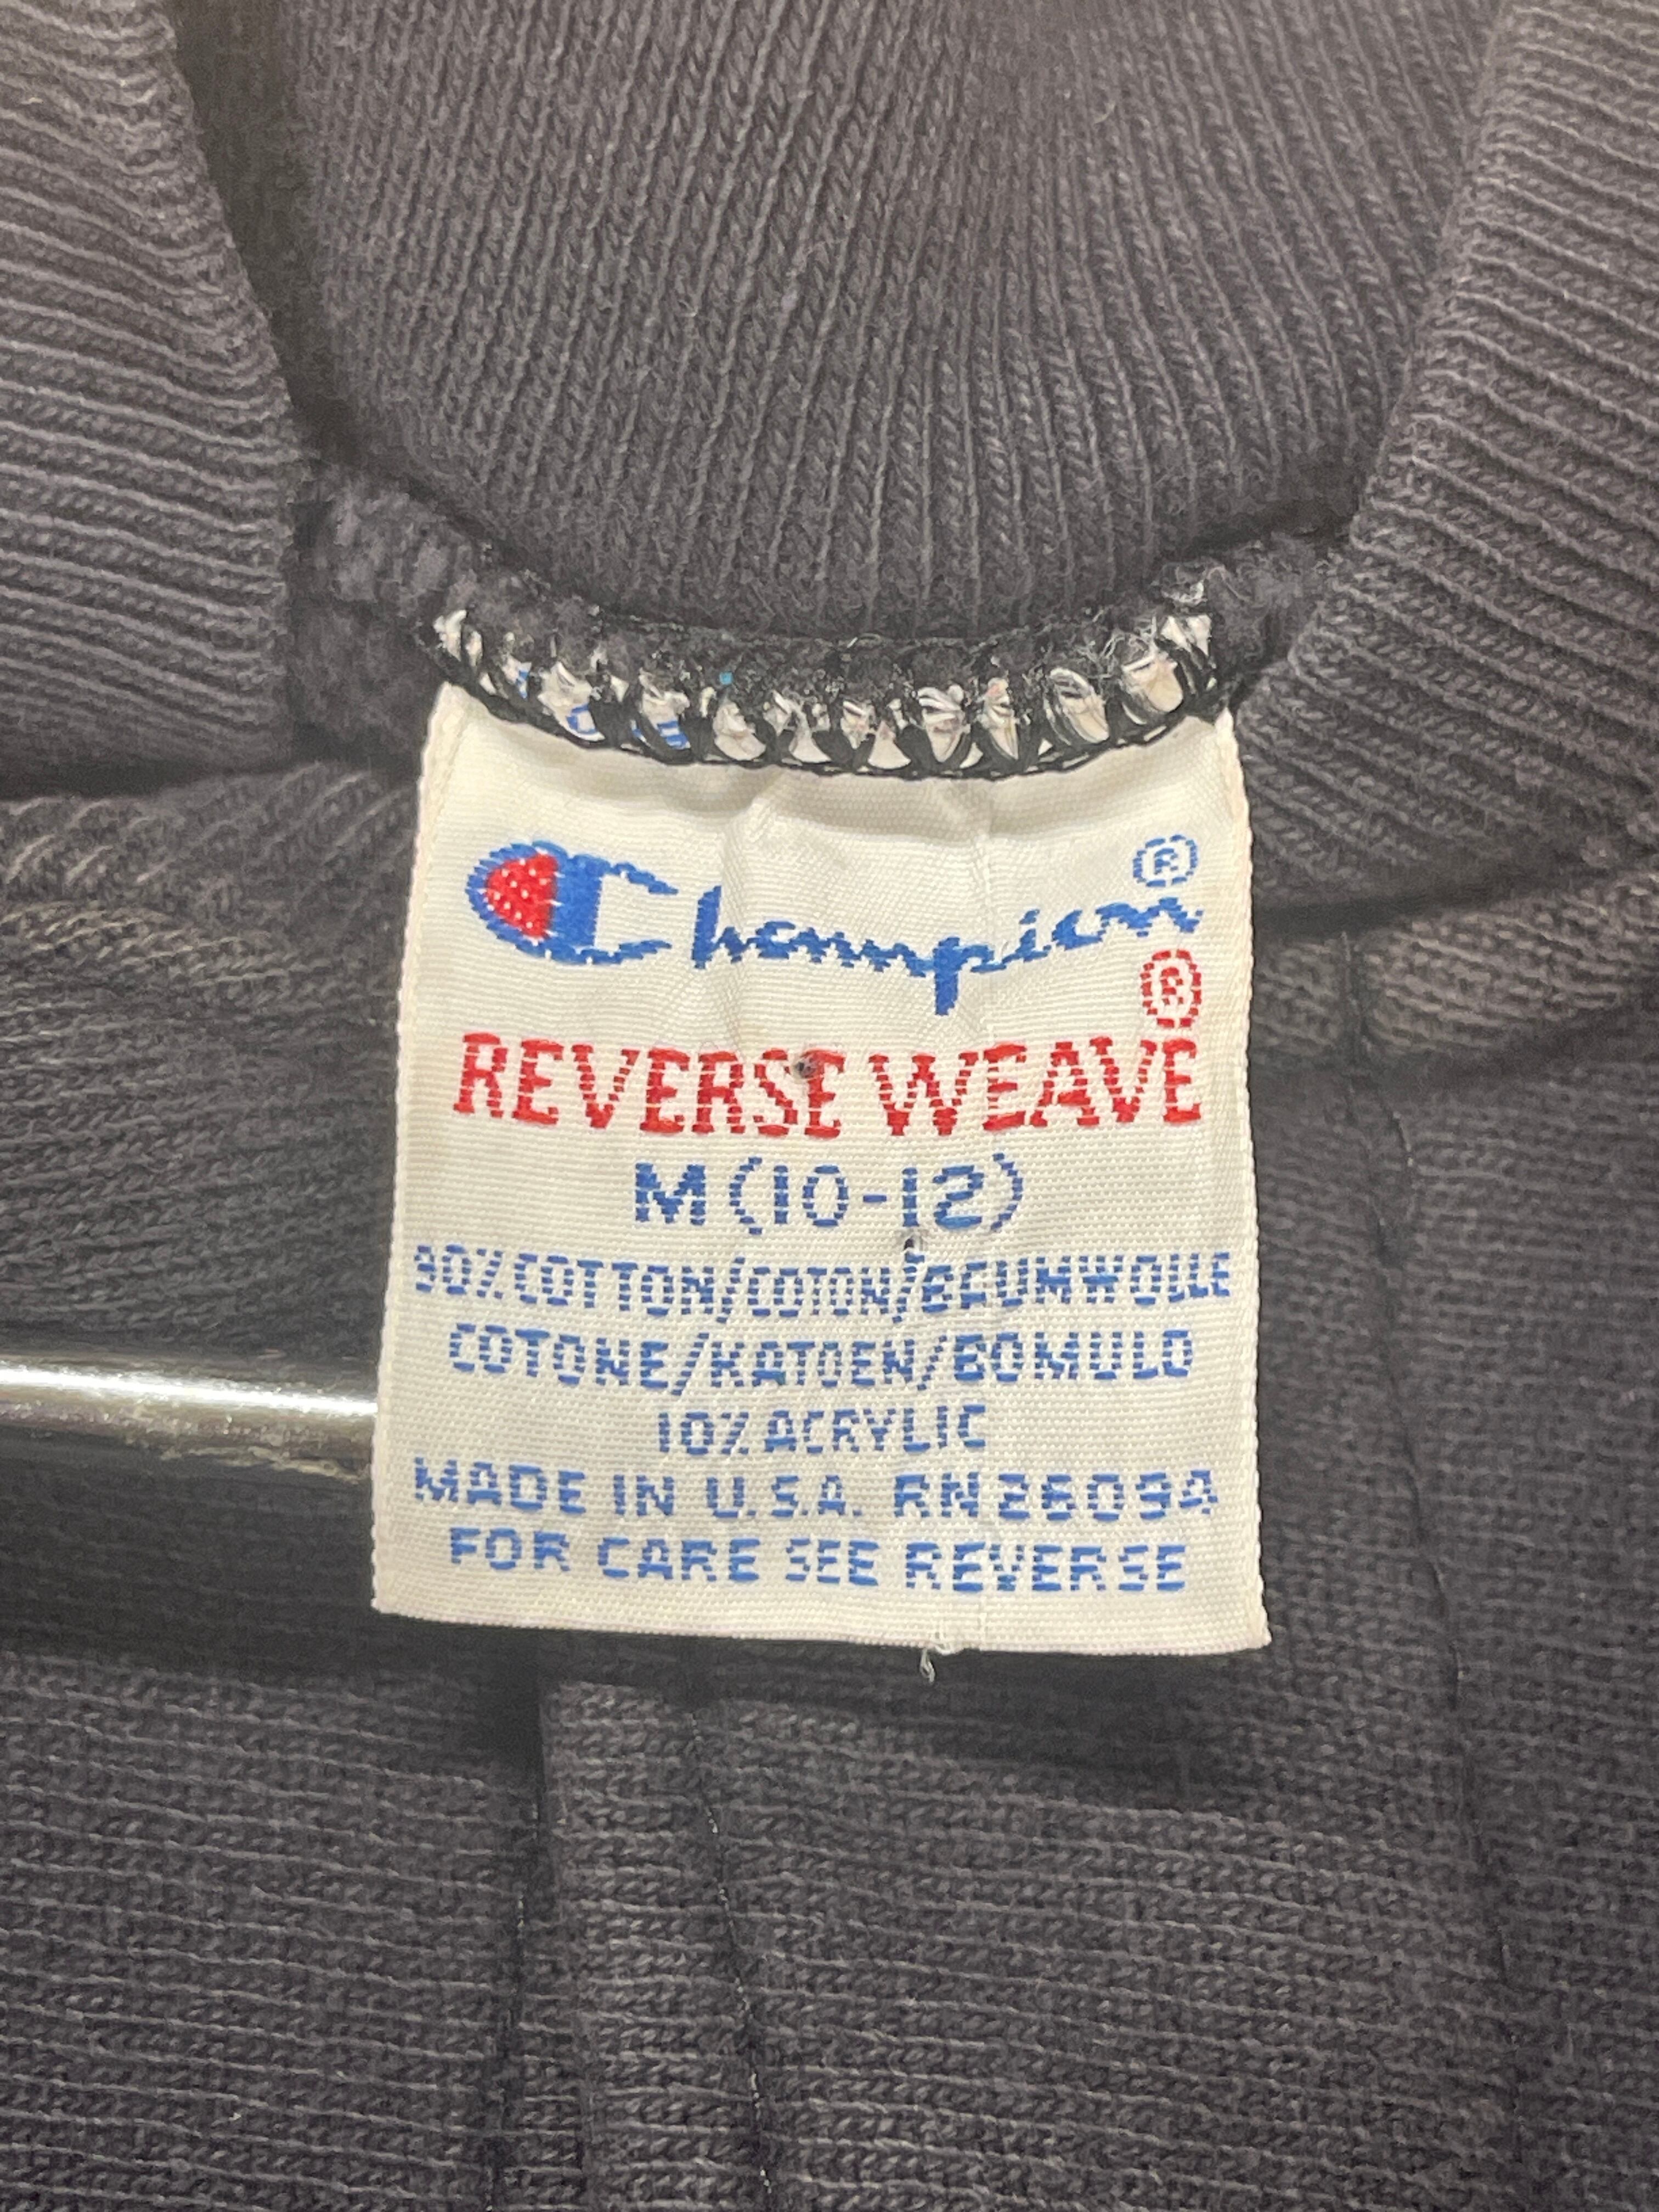 Champion®
®
REVERSE WEAVE
M(10-12)
90% COTTON/COTON/BAUMWOLLE
COTONE/KATOEN/BOMULD
10% ACRYLIC
MADE IN U.S.A. RN26094
FOR CARE SEE REVERSE